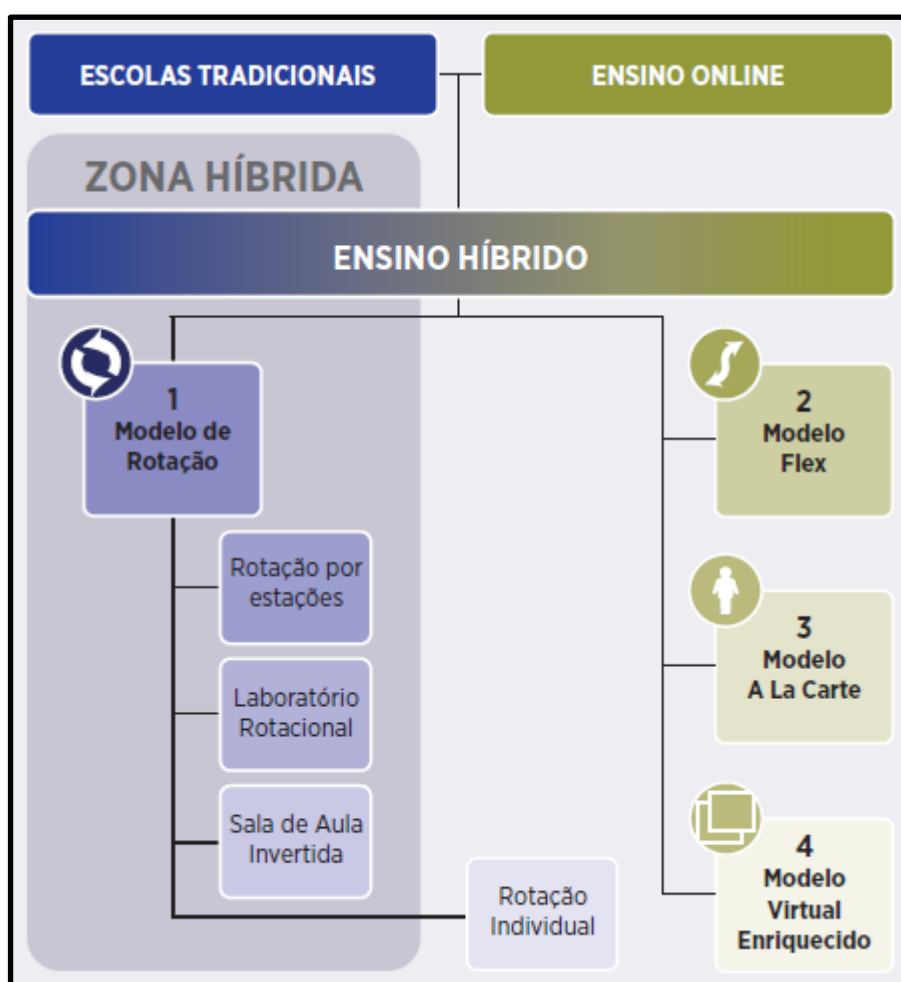 ESCOLAS TRADICIONAIS
ENSINO ONLINE
ZONA HÍBRIDA
ENSINO HÍBRIDO
1
Modelo de
Rotação
Rotação por
estações
Laboratório
Rotacional
Sala de Aula
Invertida
Rotação
Individual
2
Modelo
Flex
3
Modelo
A La Carte
4
Modelo
Virtual
Enriquecido